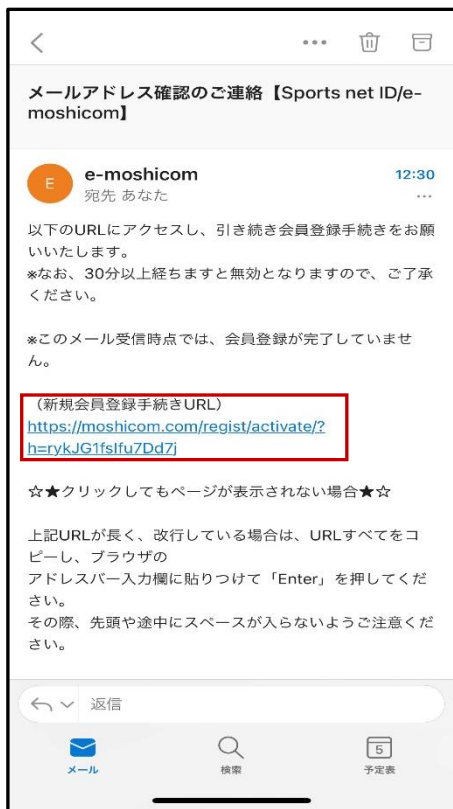 メールアドレス確認のご連絡【Sports net ID/e-
moshicom】
E
e-moshicom
12:30
宛先 あなた
以下のURLにアクセスし、引き続き会員登録手続きをお願
いいたします。
※なお、30分以上経ちますと無効となりますので、ご了承
ください。
※このメール受信時点では、会員登録が完了していませ
ん。
（新規会員登録手続きURL）
https://moshicom.com/regist/activate/?
h=rykJG1fsIfu7Dd7j
☆★クリックしてもページが表示されない場合★☆
上記URLが長く、改行している場合は、URLすべてをコ
ピーし、ブラウザの
アドレスバー入力欄に貼りつけて「Enter」を押してくだ
さい。
その際、先頭や途中にスペースが入らないようご注意くだ
さい。
返信
5
メール
検索
予定表